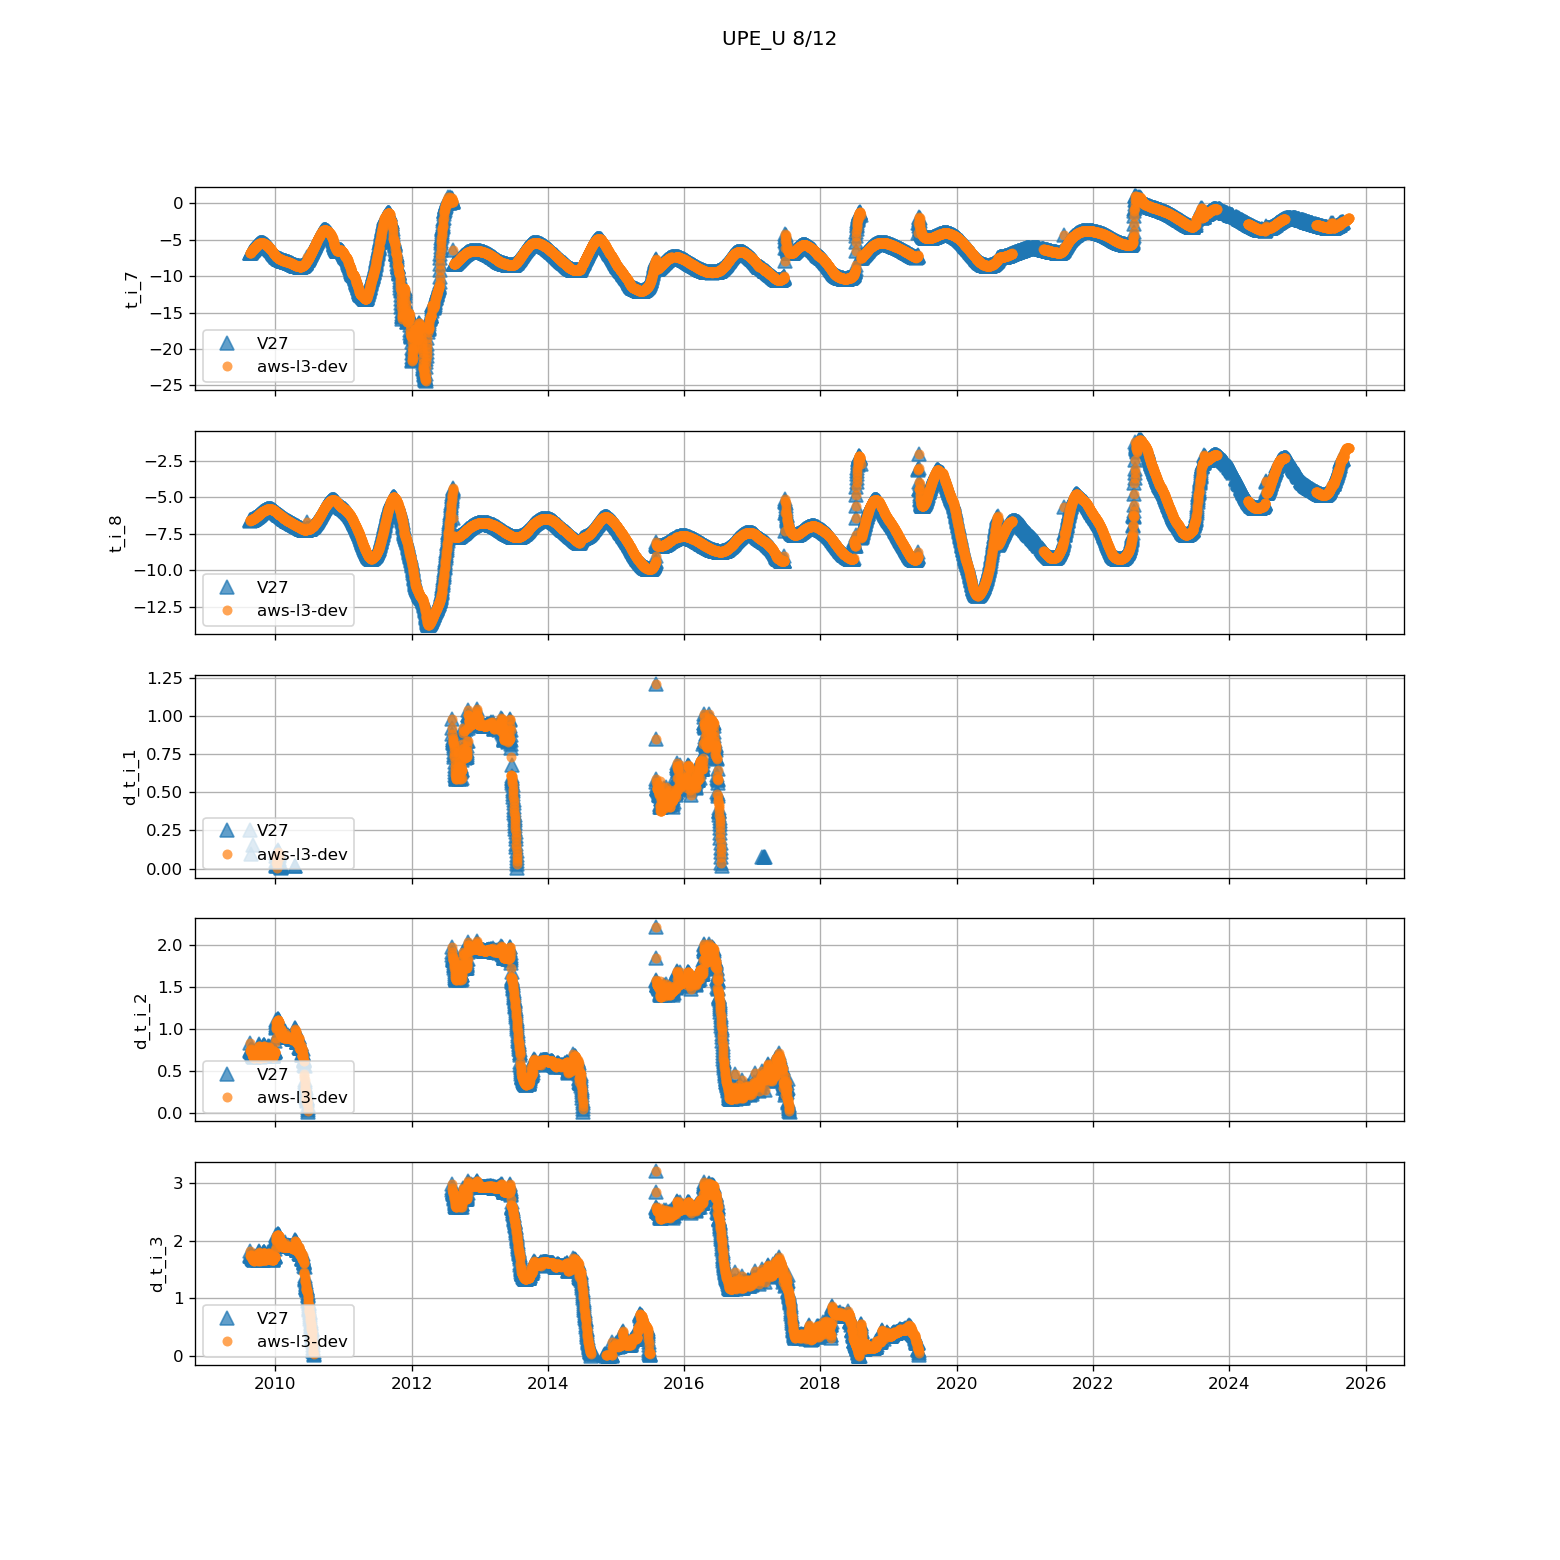 UPE_U 8/12
0
−5
−10
−15
−20
−25
t_i_7
V27
aws-l3-dev
−2.5
−5.0
−7.5
−10.0
−12.5
t_i_8
V27
aws-l3-dev
1.25
1.00
0.75
0.50
0.25
0.00
d_t_i_1
V27
aws-l3-dev
2.0
1.5
1.0
0.5
0.0
d_t_i_2
V27
aws-l3-dev
3
2
1
0
d_t_i_3
V27
aws-l3-dev
2010 2012 2014 2016 2018 2020 2022 2024 2026